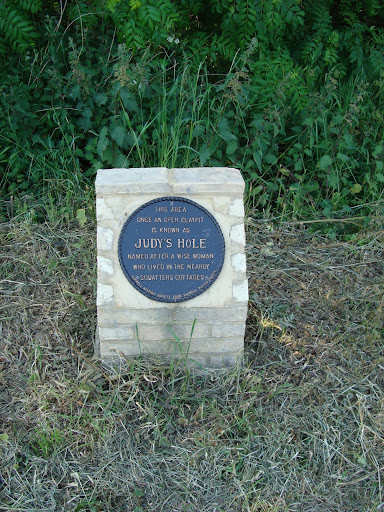 THIS AREA
ONCE AN OPEN CLAYPIT
IS KNOWN AS
JUDY'S HOLE
NAMED AFTER A WISE WOMAN
WHO LIVED IN THE NEARBY
SQUATTERS COTTAGES